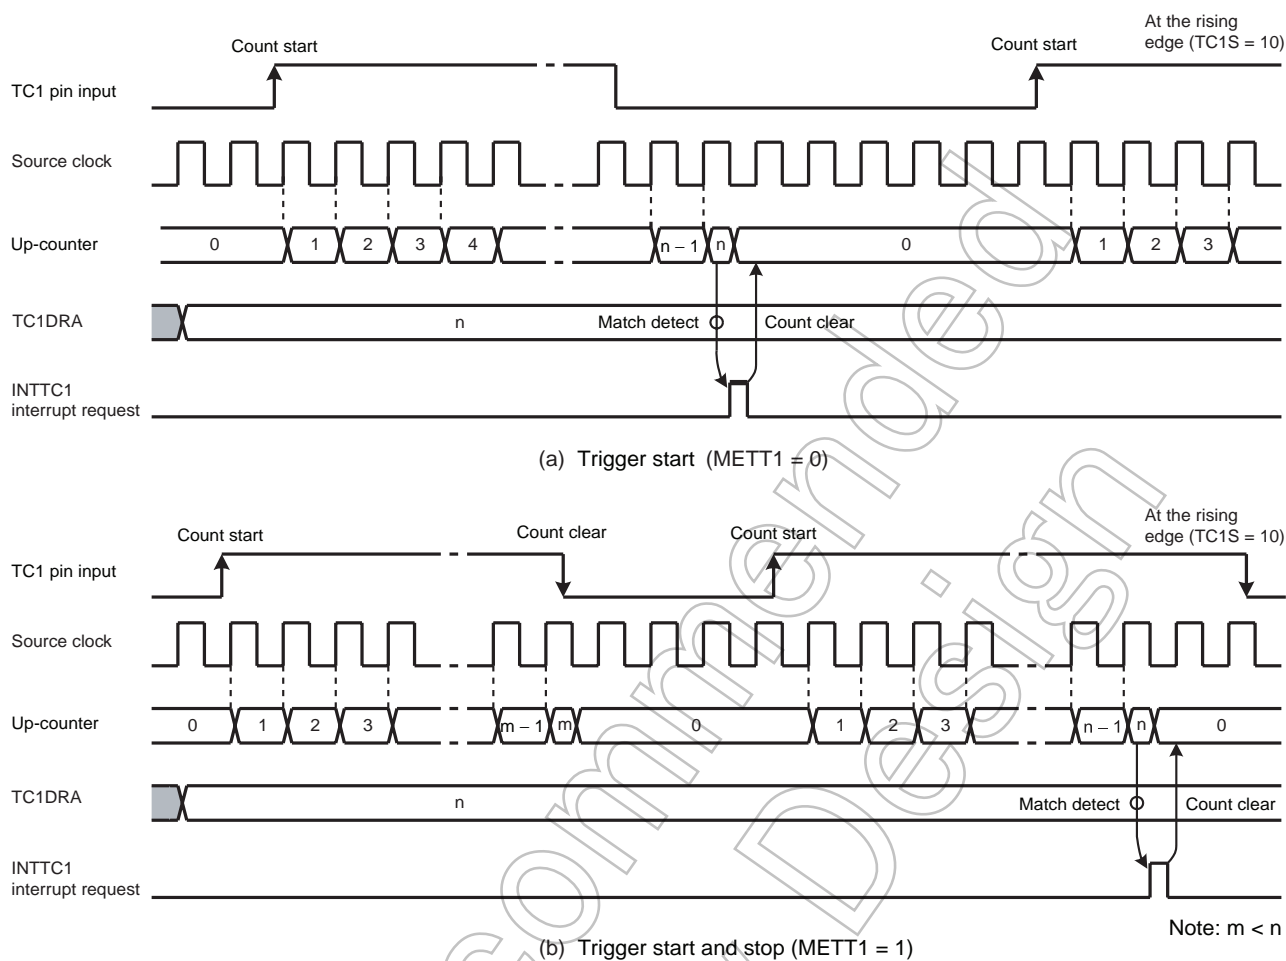 At the rising
edge (TC1S = 10)
Count start
Count start
TC1 pin input
Source clock
Up-counter
0 1 2 3 4 n – 1 n 0 1 2 3
TC1DRA
n
Match detect
Count clear
INTTC1
interrupt request
(a) Trigger start (METT1 = 0)
At the rising
edge (TC1S = 10)
Count start
Count clear
Count start
TC1 pin input
Source clock
Up-counter
0 1 2 3 m – 1 m 0 1 2 3 n – 1 n 0
TC1DRA
n
Match detect
Count clear
INTTC1
interrupt request
Note: m < n
(b) Trigger start and stop (METT1 = 1)
commended
Design